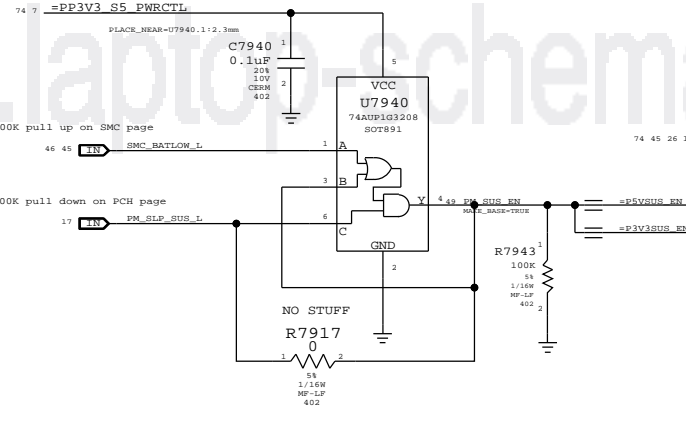 74 7 =PP3V3_S5_PWRCTL
PLACE_NEAR=U7940.1:2.3mm
.laptop-schem
C7940 1
0.1uF
20%
10V 2
CERM
402
5
VCC
U7940
74AUP1G3208
SOT891
00K pull up on SMC page
46 45 IN SMC_BATLOW_L 1 A
74 45 26 1
3 B
00K pull down on PCH page
17 IN PM_SLP_SUS_L 6 C
Y 4 49 PM_SUS_EN
MAKE_BASE=TRUE
=P5VSUS_EN
=P3V3SUS_EN
GND
2
R7943 1
100K
5%
1/16W
MF-LF
402 2
NO STUFF
R7917
0
1 2
5%
1/16W
MF-LF
402